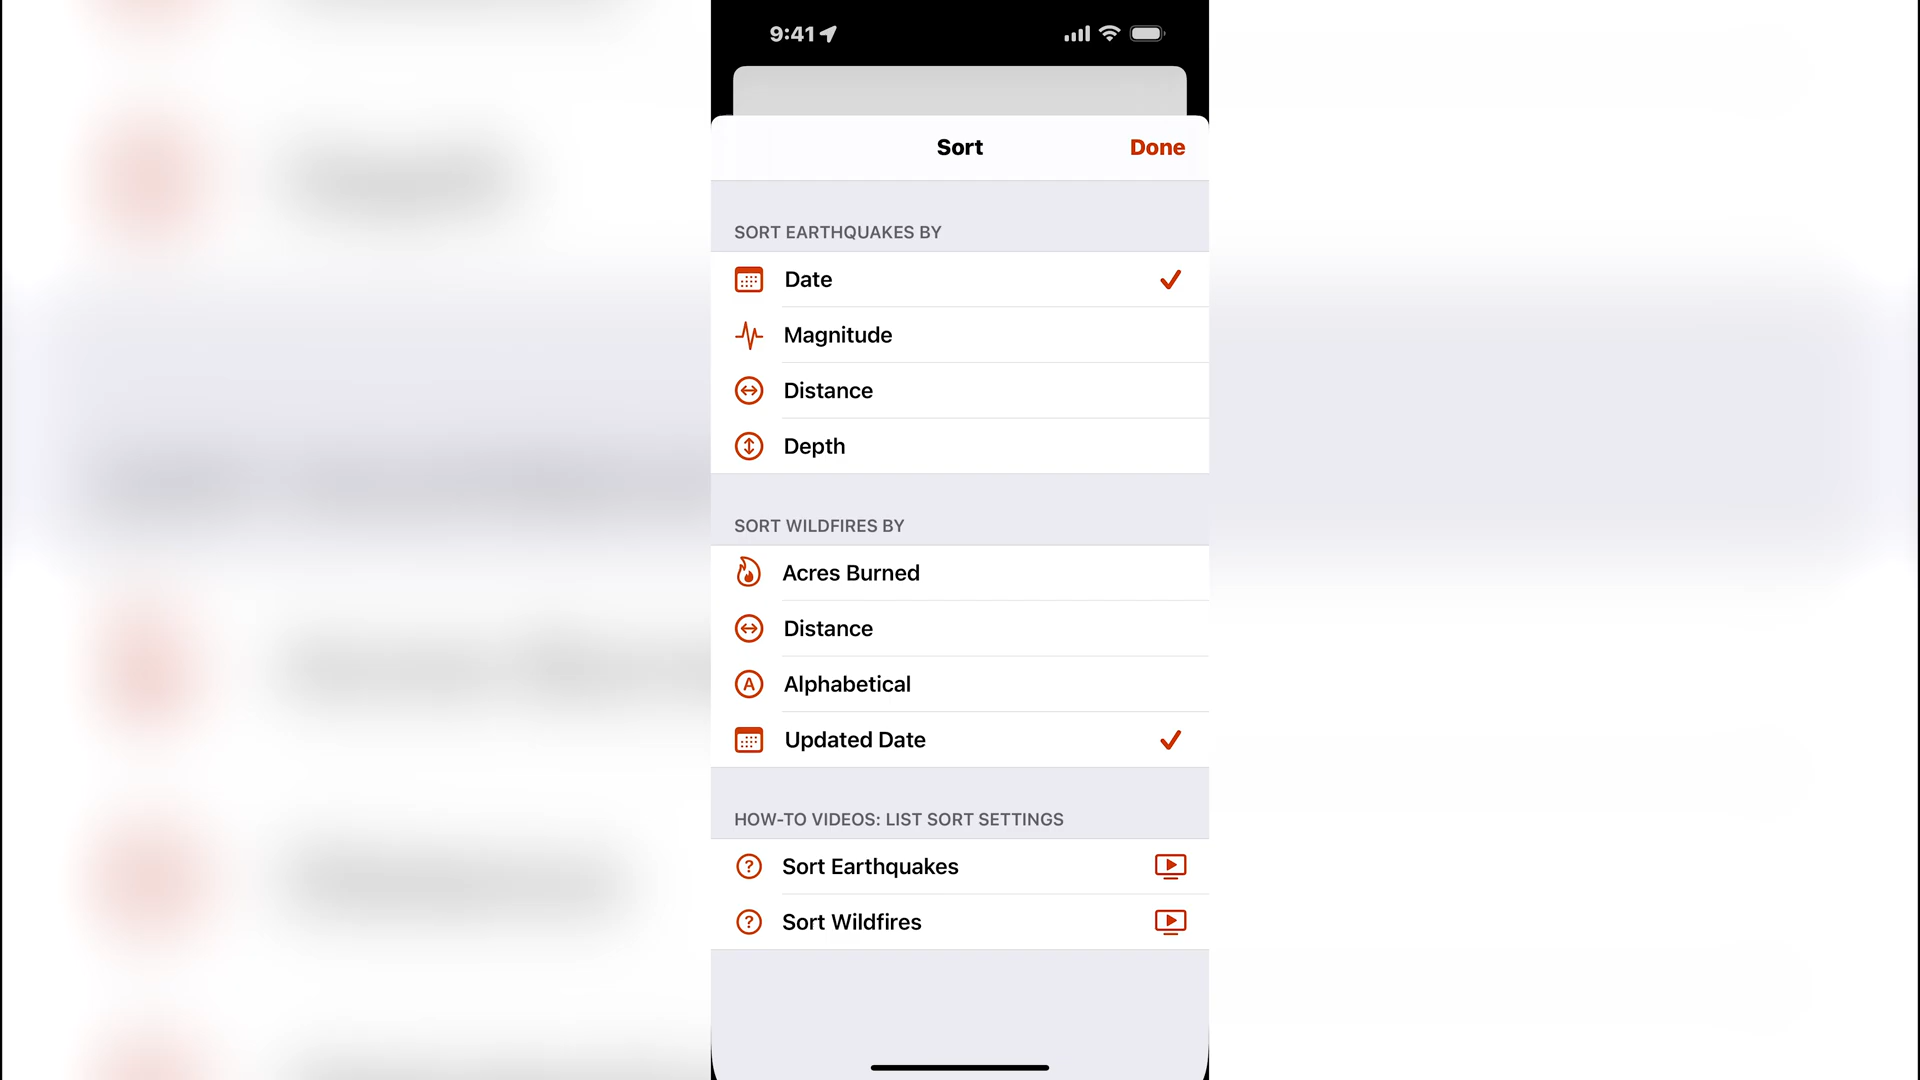 9:41
Sort
Done
SORT EARTHQUAKES BY
Date
Magnitude
Distance
Depth
SORT WILDFIRES BY
Acres Burned
Distance
A
Alphabetical
Updated Date
HOW-TO VIDEOS: LIST SORT SETTINGS
? Sort Earthquakes
? Sort Wildfires